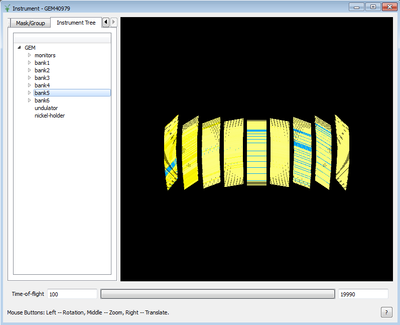 Instrument - GEM40979
Mask/Group
Instrument Tree
GEM
monitors
bank1
bank2
bank3
bank4
bank5
bank6
undulator
nickel-holder
Time-of-flight 100 19990
Mouse Buttons: Left -- Rotation, Middle -- Zoom, Right -- Translate. ?